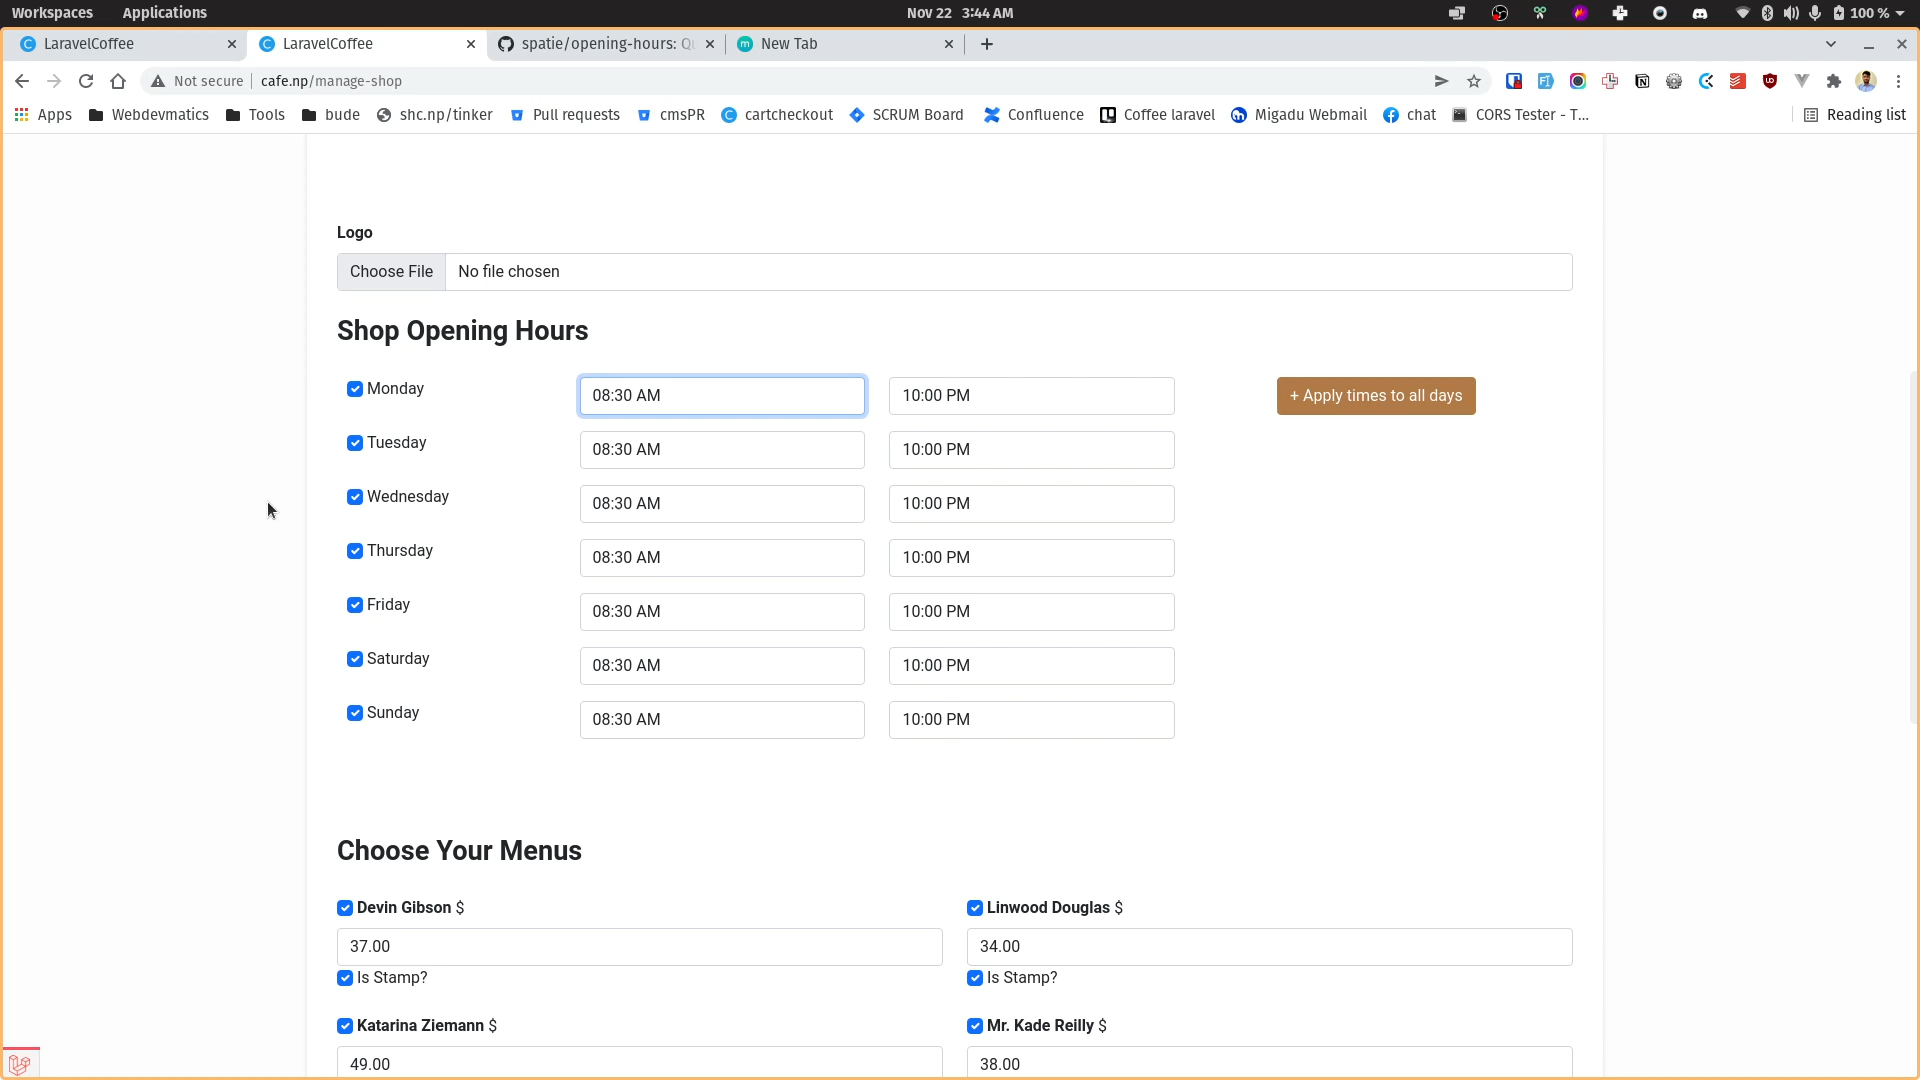 Workspaces Applications Nov 22 3:44 AM 100 %
LaravelCoffee LaravelCoffee spatie/opening-hours: Qu New Tab
Not secure cafe.np/manage-shop
Apps Webdevmatics Tools bude shc.np/tinker Pull requests cmsPR cartcheckout SCRUM Board Confluence Coffee laravel Migadu Webmail chat CORS Tester - T... Reading list
Logo
Choose File No file chosen
Shop Opening Hours
Monday 08:30 AM 10:00 PM + Apply times to all days
Tuesday 08:30 AM 10:00 PM
Wednesday 08:30 AM 10:00 PM
Thursday 08:30 AM 10:00 PM
Friday 08:30 AM 10:00 PM
Saturday 08:30 AM 10:00 PM
Sunday 08:30 AM 10:00 PM
Choose Your Menus
Devin Gibson $ Linwood Douglas $
37.00 34.00
Is Stamp? Is Stamp?
Katarina Ziemann $ Mr. Kade Reilly $
49.00 38.00